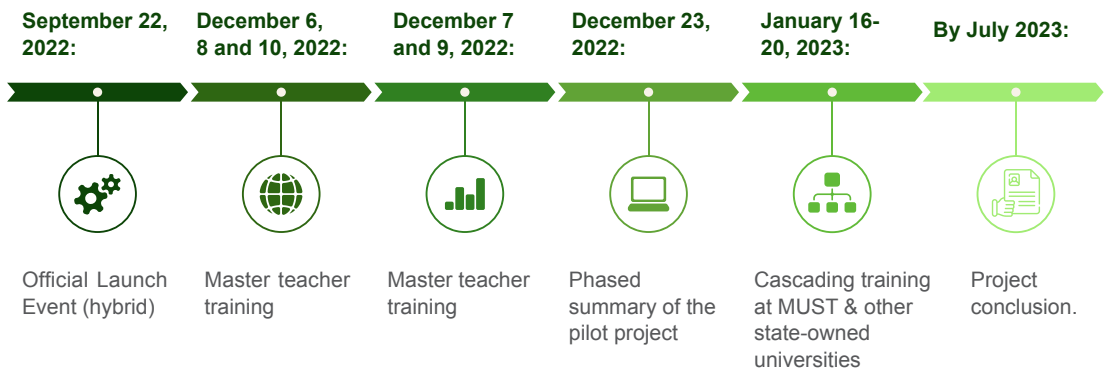 September 22,
2022:
December 6,
8 and 10, 2022:
December 7
and 9, 2022:
December 23,
2022:
January 16-
20, 2023:
By July 2023:
Official Launch
Event (hybrid)
Master teacher
training
Master teacher
training
Phased
summary of the
pilot project
Cascading training
at MUST & other
state-owned
universities
Project
conclusion.